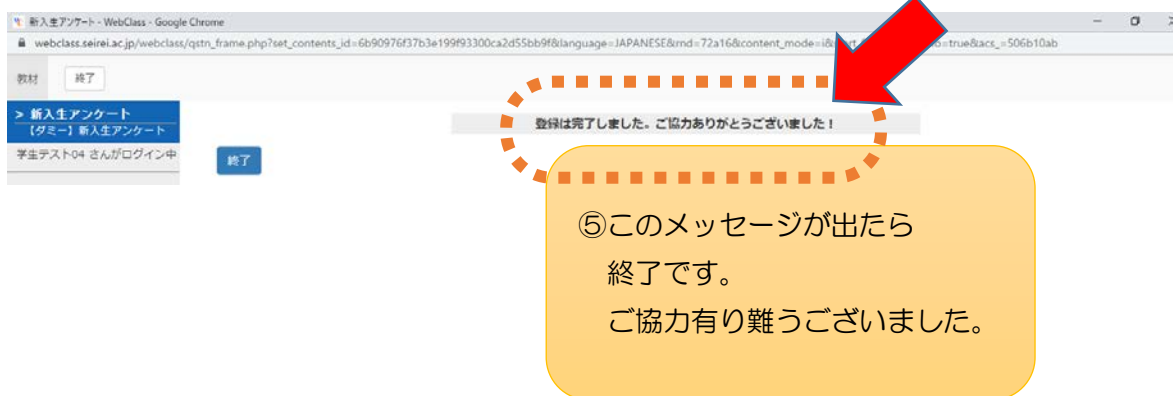 新入生アンケート - WebClass - Google Chrome
webclass.seirei.ac.jp/webclass/qstn_frame.php?set_contents_id=6b90976f37b3e199f93300ca2d55bb9f&language=JAPANESE&rnd=72a16&content_mode=i& =true&acs_=506b10ab
教材 終了
> 新入生アンケート
【ダミー】新入生アンケート
登録は完了しました。ご協力ありがとうございました！
学生テスト04 さんがログイン中
終了
⑤このメッセージが出たら
終了です。
ご協力有り難うございました。